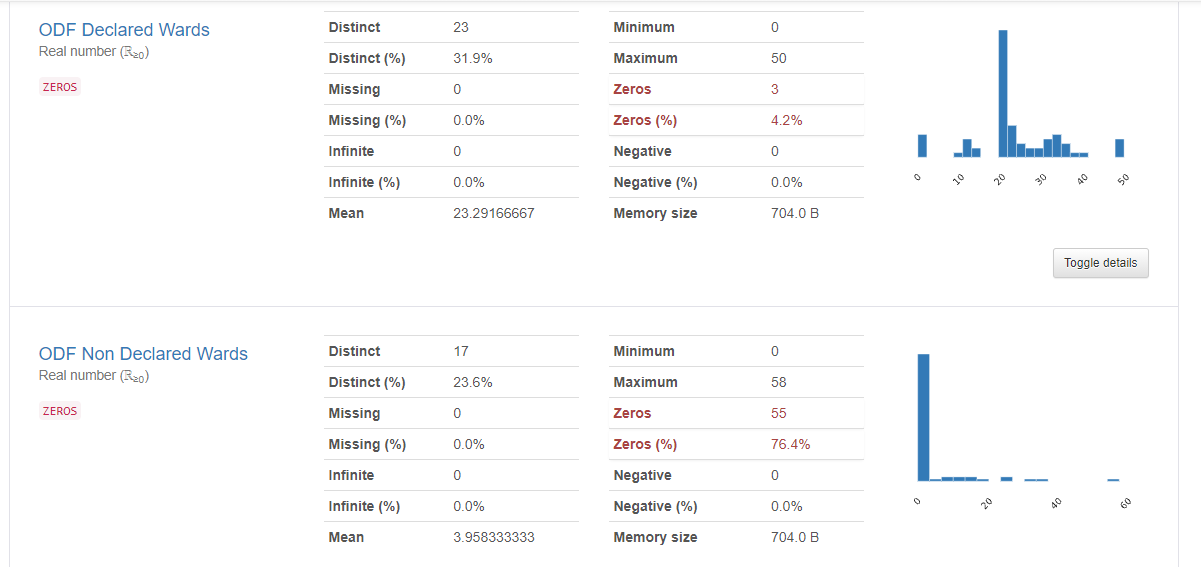 ODF Declared Wards
Real number (ℝ≥0)
ZEROS
Distinct 23
Distinct (%) 31.9%
Missing 0
Missing (%) 0.0%
Infinite 0
Infinite (%) 0.0%
Mean 23.29166667
Minimum 0
Maximum 50
Zeros 3
Zeros (%) 4.2%
Negative 0
Negative (%) 0.0%
Memory size 704.0 B
0 10 20 30 40 50
Toggle details
ODF Non Declared Wards
Real number (ℝ≥0)
ZEROS
Distinct 17
Distinct (%) 23.6%
Missing 0
Missing (%) 0.0%
Infinite 0
Infinite (%) 0.0%
Mean 3.958333333
Minimum 0
Maximum 58
Zeros 55
Zeros (%) 76.4%
Negative 0
Negative (%) 0.0%
Memory size 704.0 B
0 20 40 60